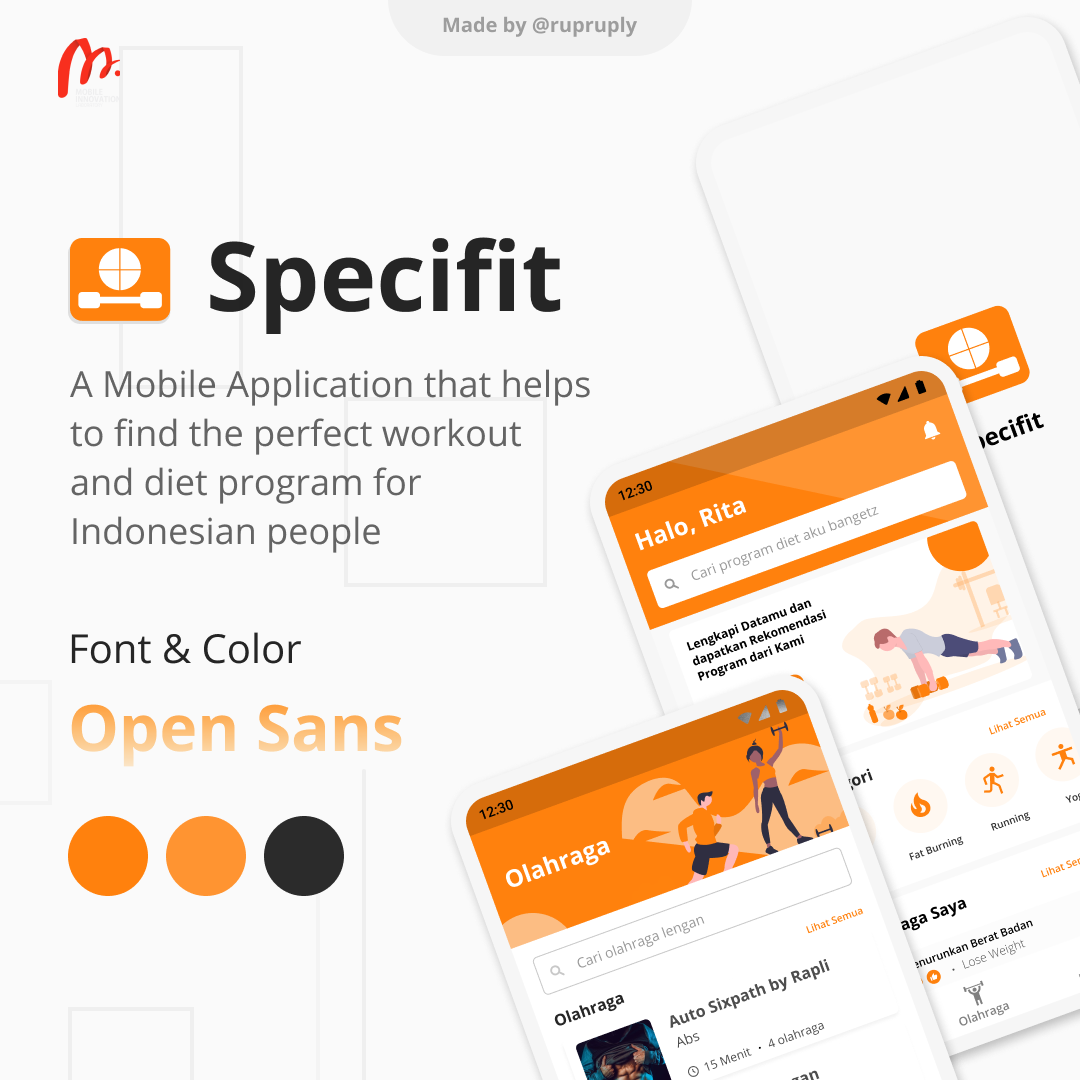 Made by @rupruply
MOBILE
INNOVATION
Specifit
A Mobile Application that helps
to find the perfect workout
and diet program for
Indonesian people
Font & Color
Open Sans
pecifit
12:30
Halo, Rita
Cari program diet aku bangetz
Lengkapi Datamu dan
dapatkan Rekomendasi
Program dari Kami
Lihat Semua
gori
Fat Burning
Running
Yog
Lihat Sem
aga Saya
enurunkan Berat Badan
• Lose Weight
Olahraga
12:30
Olahraga
Cari olahraga lengan
Lihat Semua
Olahraga
Auto Sixpath by Rapli
Abs
15 Menit • 4 olahraga
gan